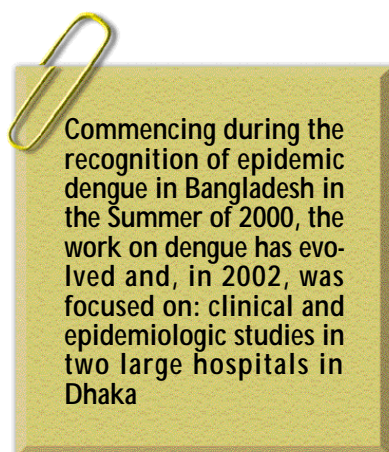 Commencing during the
recognition of epidemic
dengue in Bangladesh in
the Summer of 2000, the
work on dengue has evo-
lved and, in 2002, was
focused on: clinical and
epidemiologic studies in
two large hospitals in
Dhaka